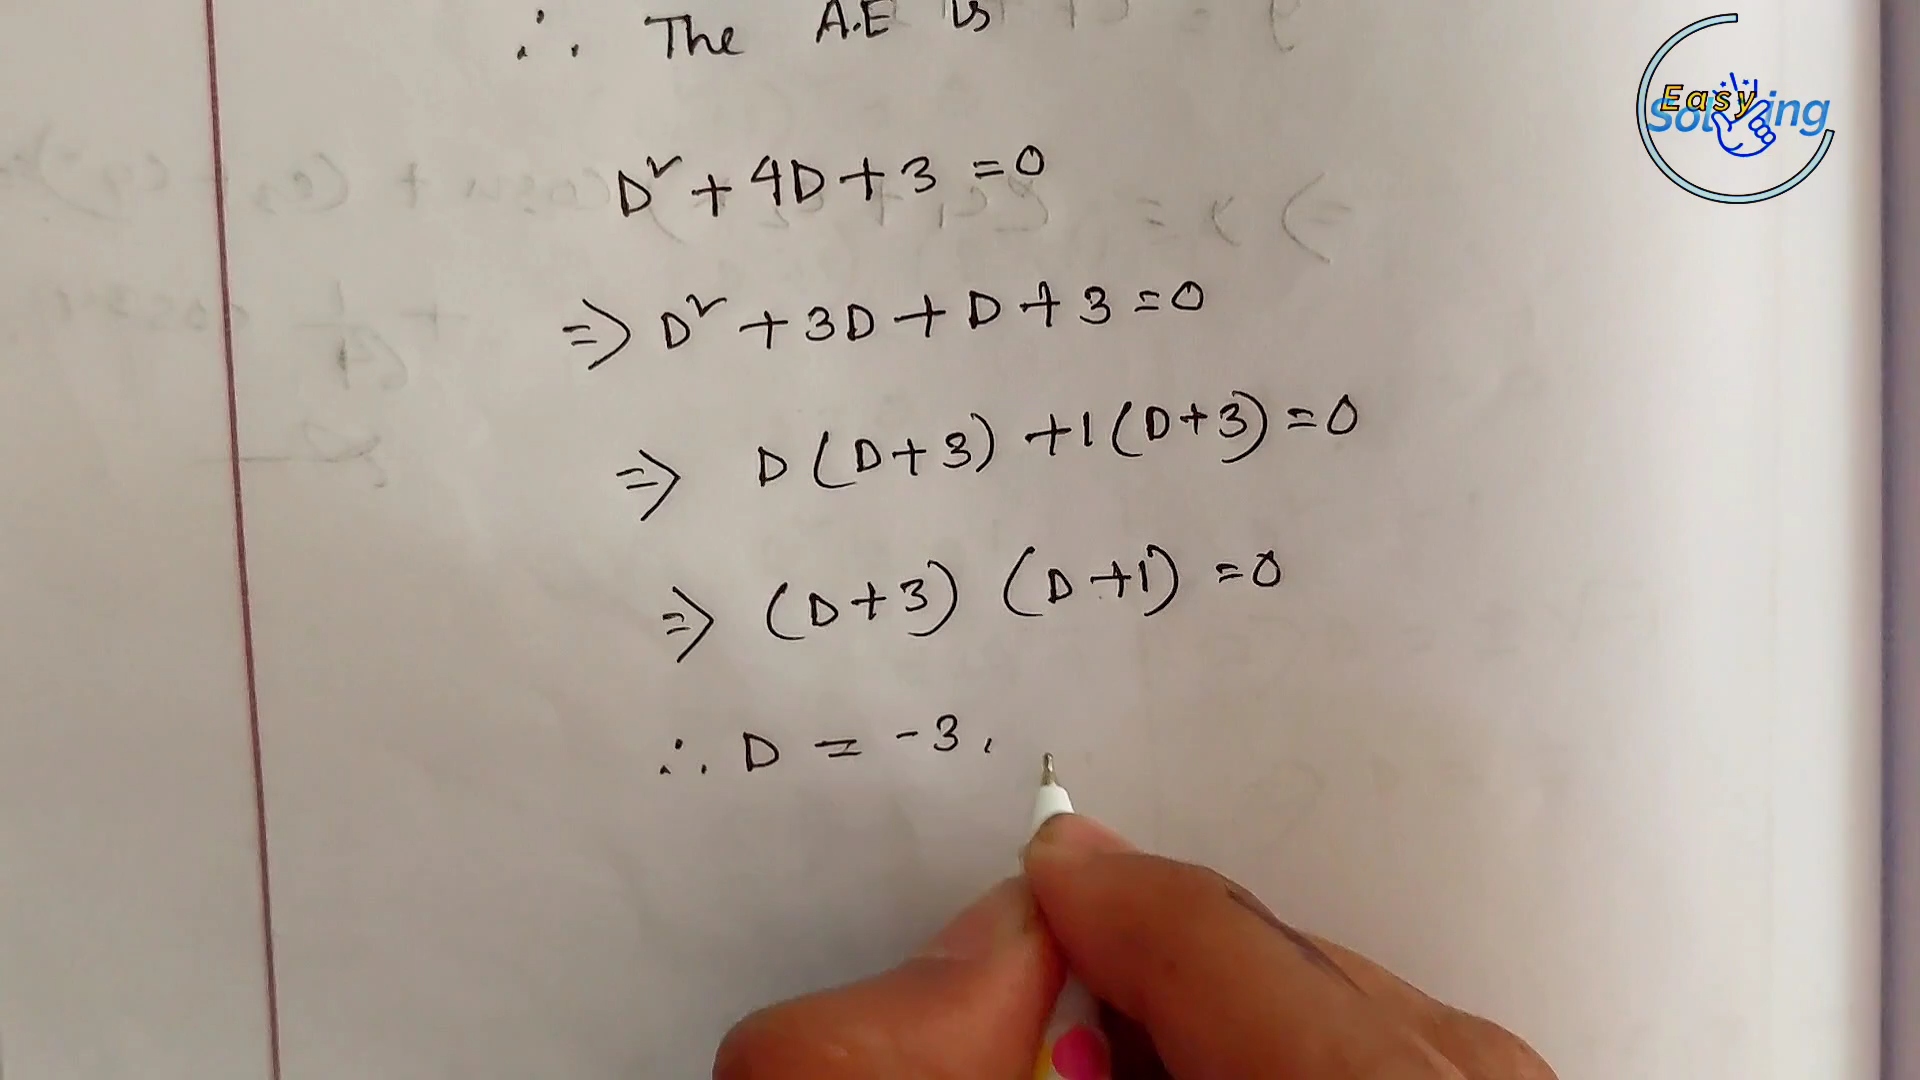 ∴ The A.E is
D² + 4D + 3 = 0
⇒ D² + 3D + D + 3 = 0
⇒ D (D + 3) + 1 (D + 3) = 0
⇒ (D + 3) (D + 1) = 0
∴ D = -3,
Easy
Solving